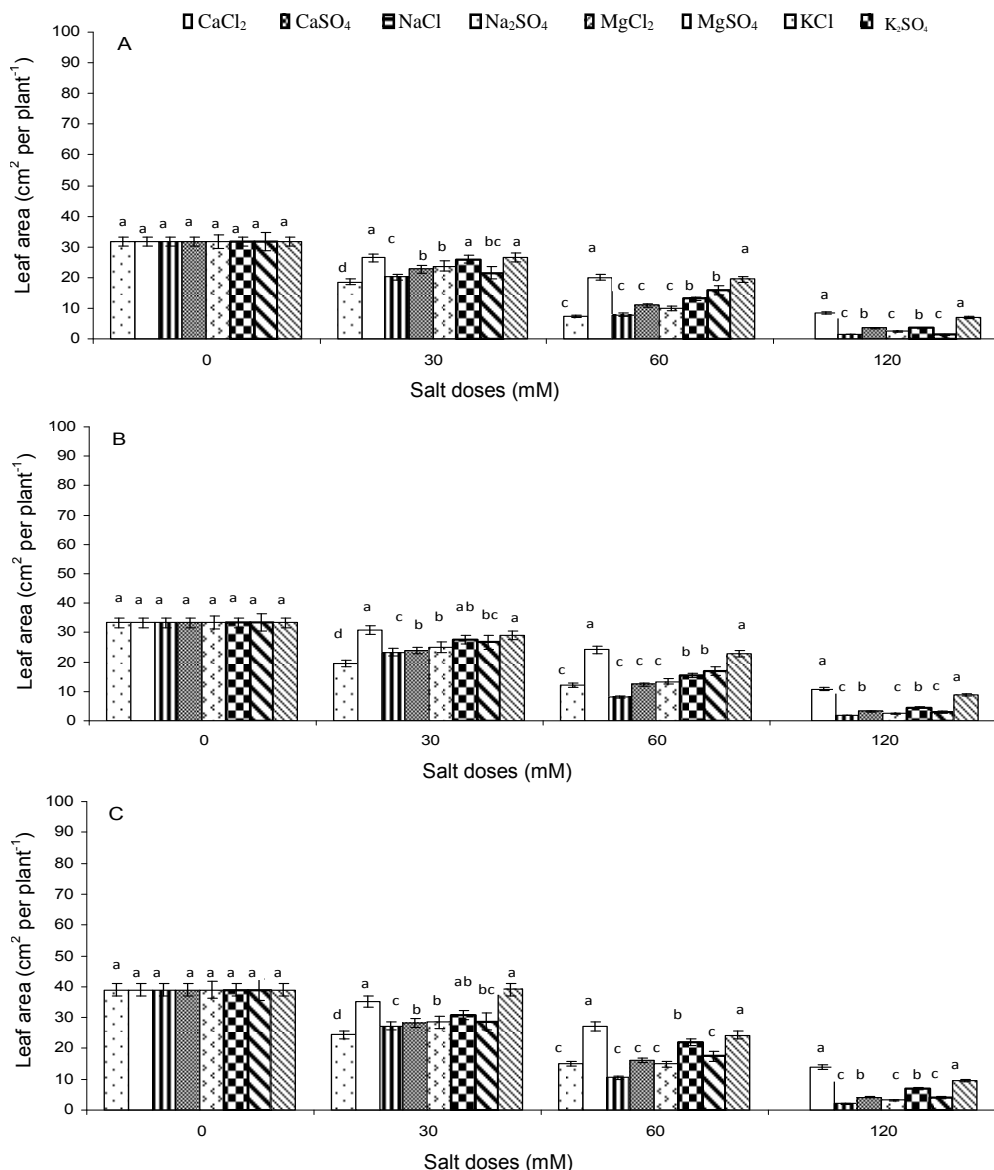 CaCl₂ CaSO₄ NaCl Na₂SO₄ MgCl₂ MgSO₄ KCl K₂SO₄
A
Leaf area (cm² per plant⁻¹)
100
90
80
70
60
50
40
30
20
10
0
a a a a a a a a
d a c b b a bc a
c a c c c b b a
a c b c b c a
0 30 60 120
Salt doses (mM)
B
Leaf area (cm² per plant⁻¹)
100
90
80
70
60
50
40
30
20
10
0
a a a a a a a a
d a c b b ab bc a
c a c c c b b a
a c b c b c a
0 30 60 120
Salt doses (mM)
C
Leaf area (cm² per plant⁻¹)
100
90
80
70
60
50
40
30
20
10
0
a a a a a a a a
d a c b b ab bc a
c a c c c b c a
a c b c b c a
0 30 60 120
Salt doses (mM)